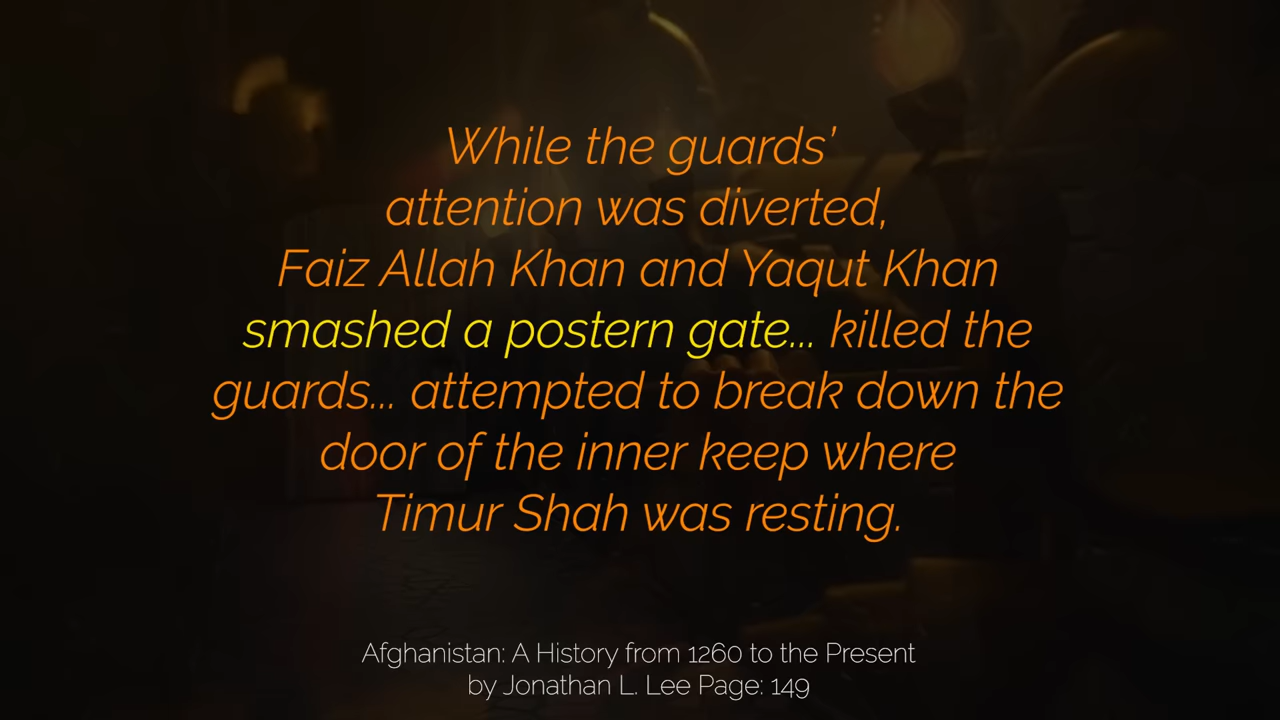 While the guards’
attention was diverted,
Faiz Allah Khan and Yaqut Khan
smashed a postern gate... killed the
guards... attempted to break down the
door of the inner keep where
Timur Shah was resting.
Afghanistan: A History from 1260 to the Present
by Jonathan L. Lee Page: 149